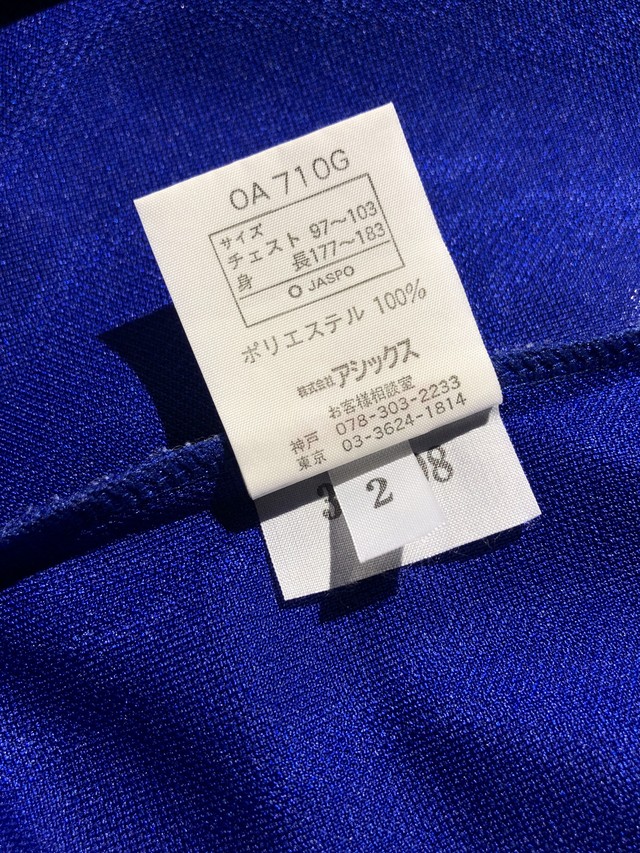 OA710G
サイズ
チェスト 97〜103
身 長177〜183
JASPO
ポリエステル 100%
株式会社アシックス
お客様相談室
神戸 078-303-2233
東京 03-3624-1814
2